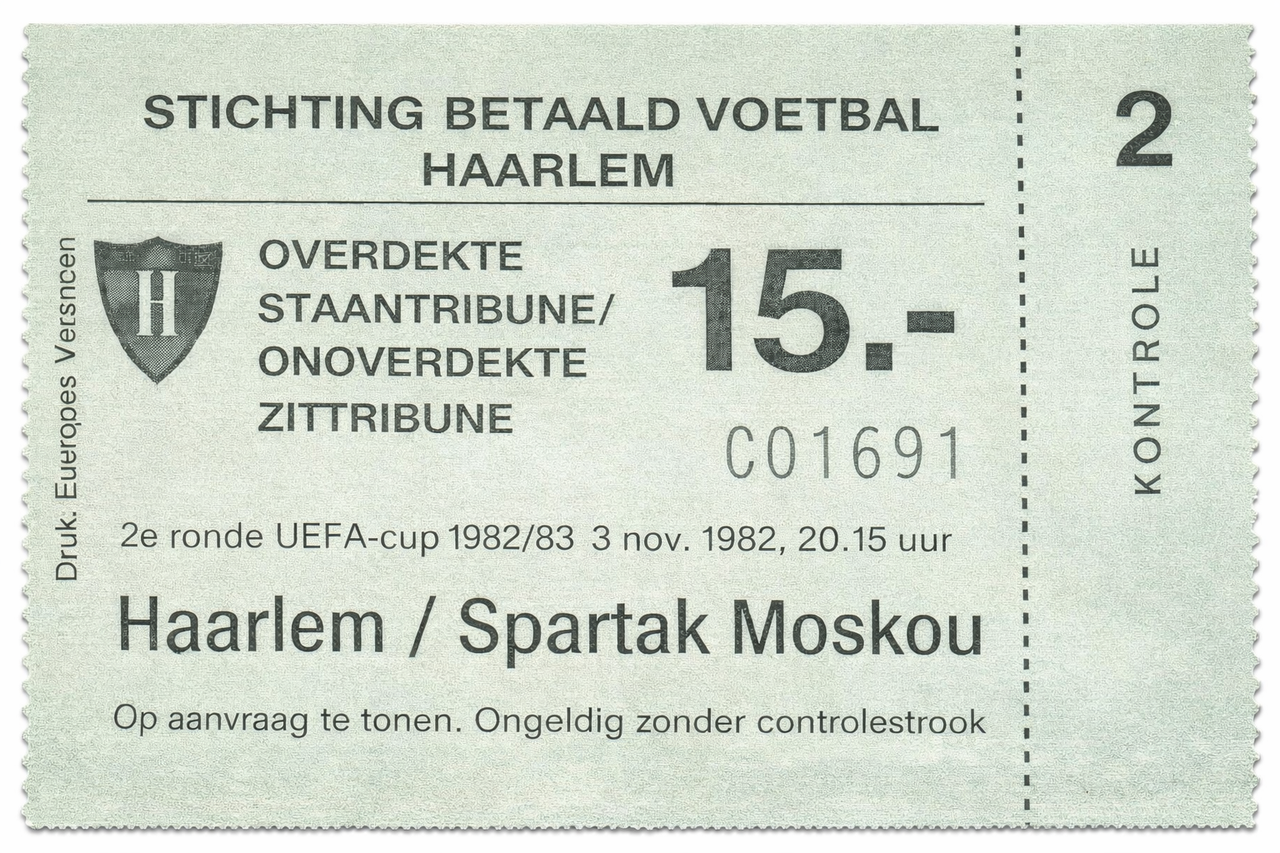 STICHTING BETAALD VOETBAL
HAARLEM
H
OVERDEKTE
STAANTRIBUNE/
ONOVERDEKTE
ZITTRIBUNE
15.-
C01691
2e ronde UEFA-cup 1982/83 3 nov. 1982, 20.15 uur
Haarlem / Spartak Moskou
Op aanvraag te tonen. Ongeldig zonder controlestrook
Druk: Eueropes Versncen
2
KONTROLE